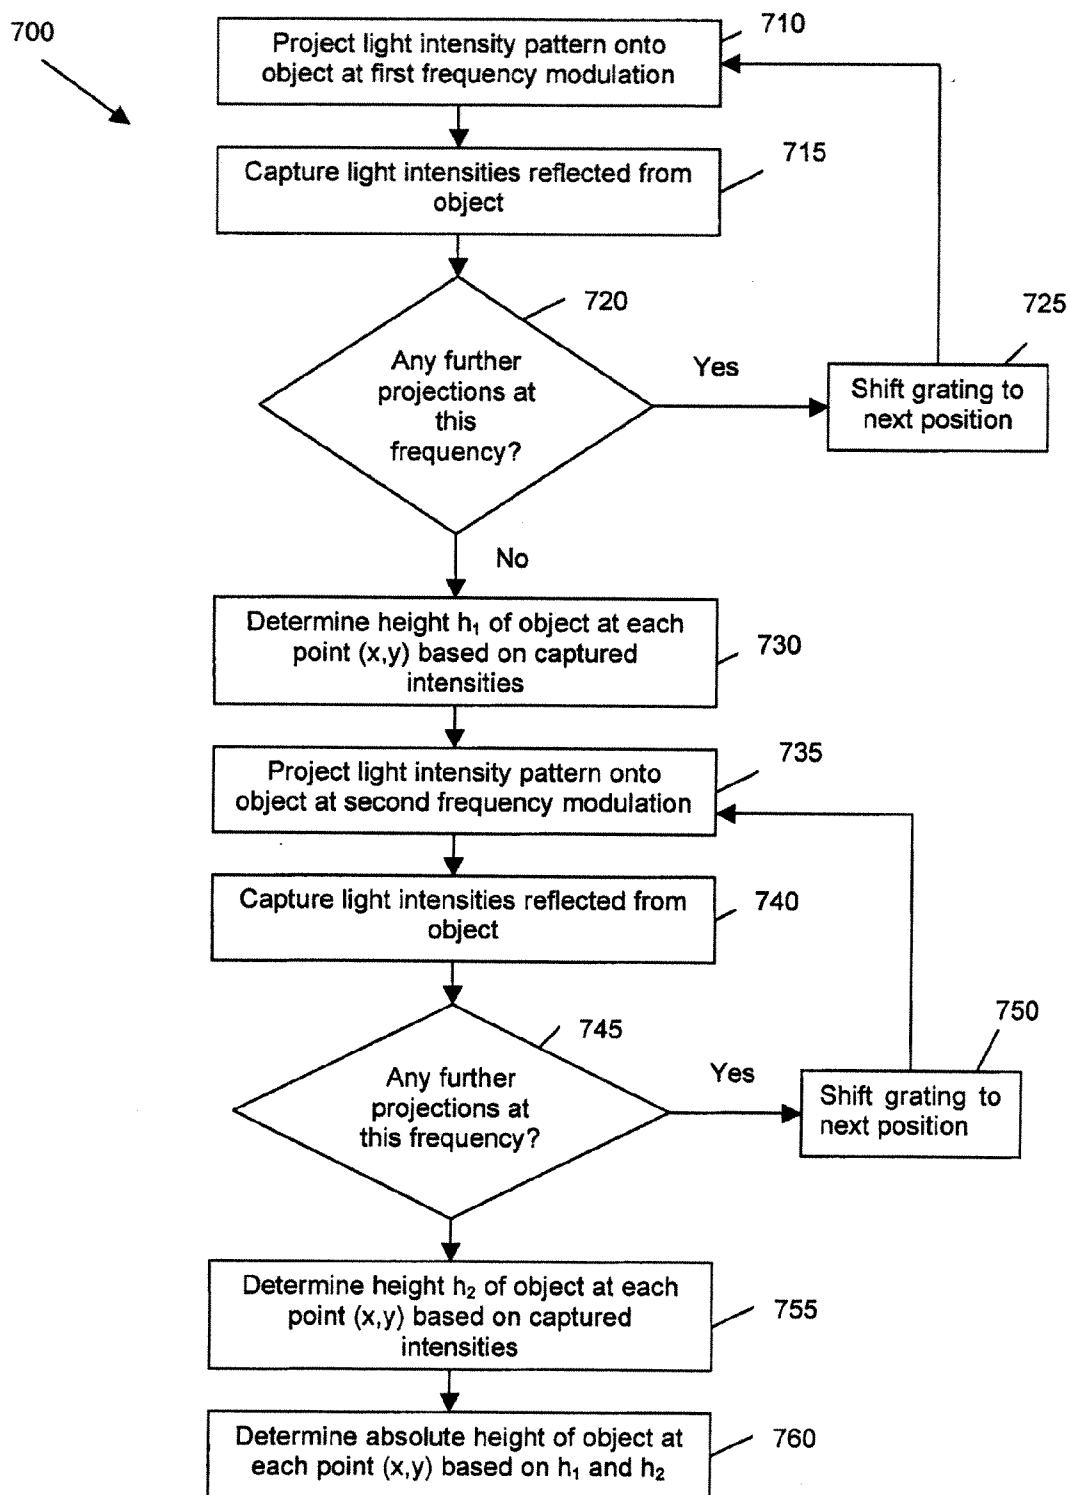 700
710
Project light intensity pattern onto
object at first frequency modulation
715
Capture light intensities reflected from
object
720
725
Any further
projections at
this
frequency?
Yes
Shift grating to
next position
No
Determine height h₁ of object at each
point (x,y) based on captured
intensities
730
735
Project light intensity pattern onto
object at second frequency modulation
Capture light intensities reflected from
object
740
745
750
Any further
projections at
this frequency?
Yes
Shift grating to
next position
Determine height h₂ of object at each
point (x,y) based on captured
intensities
755
Determine absolute height of object at
each point (x,y) based on h₁ and h₂
760